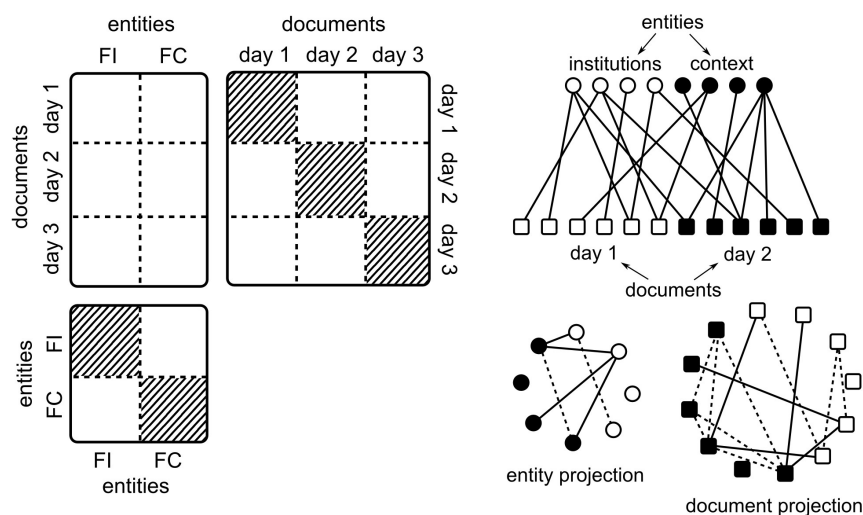 entities
FI FC
documents
day 1
day 2
day 3
documents
day 1 day 2 day 3
day 1
day 2
day 3
entities
FI
FC
FI FC
entities
entities
institutions context
day 1 day 2
documents
entity projection
document projection